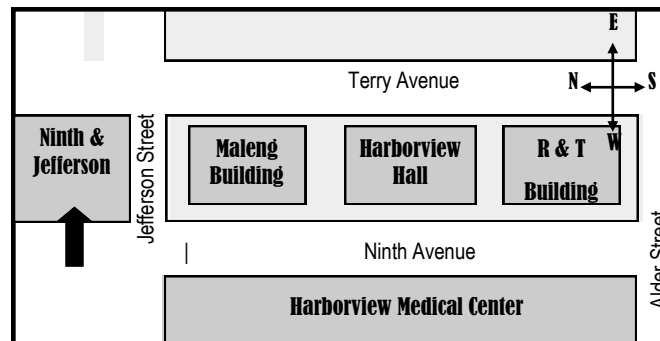 E
Terry Avenue
N
S
Ninth &
Jefferson
Jefferson Street
Maleng
Building
Harborview
Hall
W
R & T
Building
|
Ninth Avenue
Alder Street
Harborview Medical Center